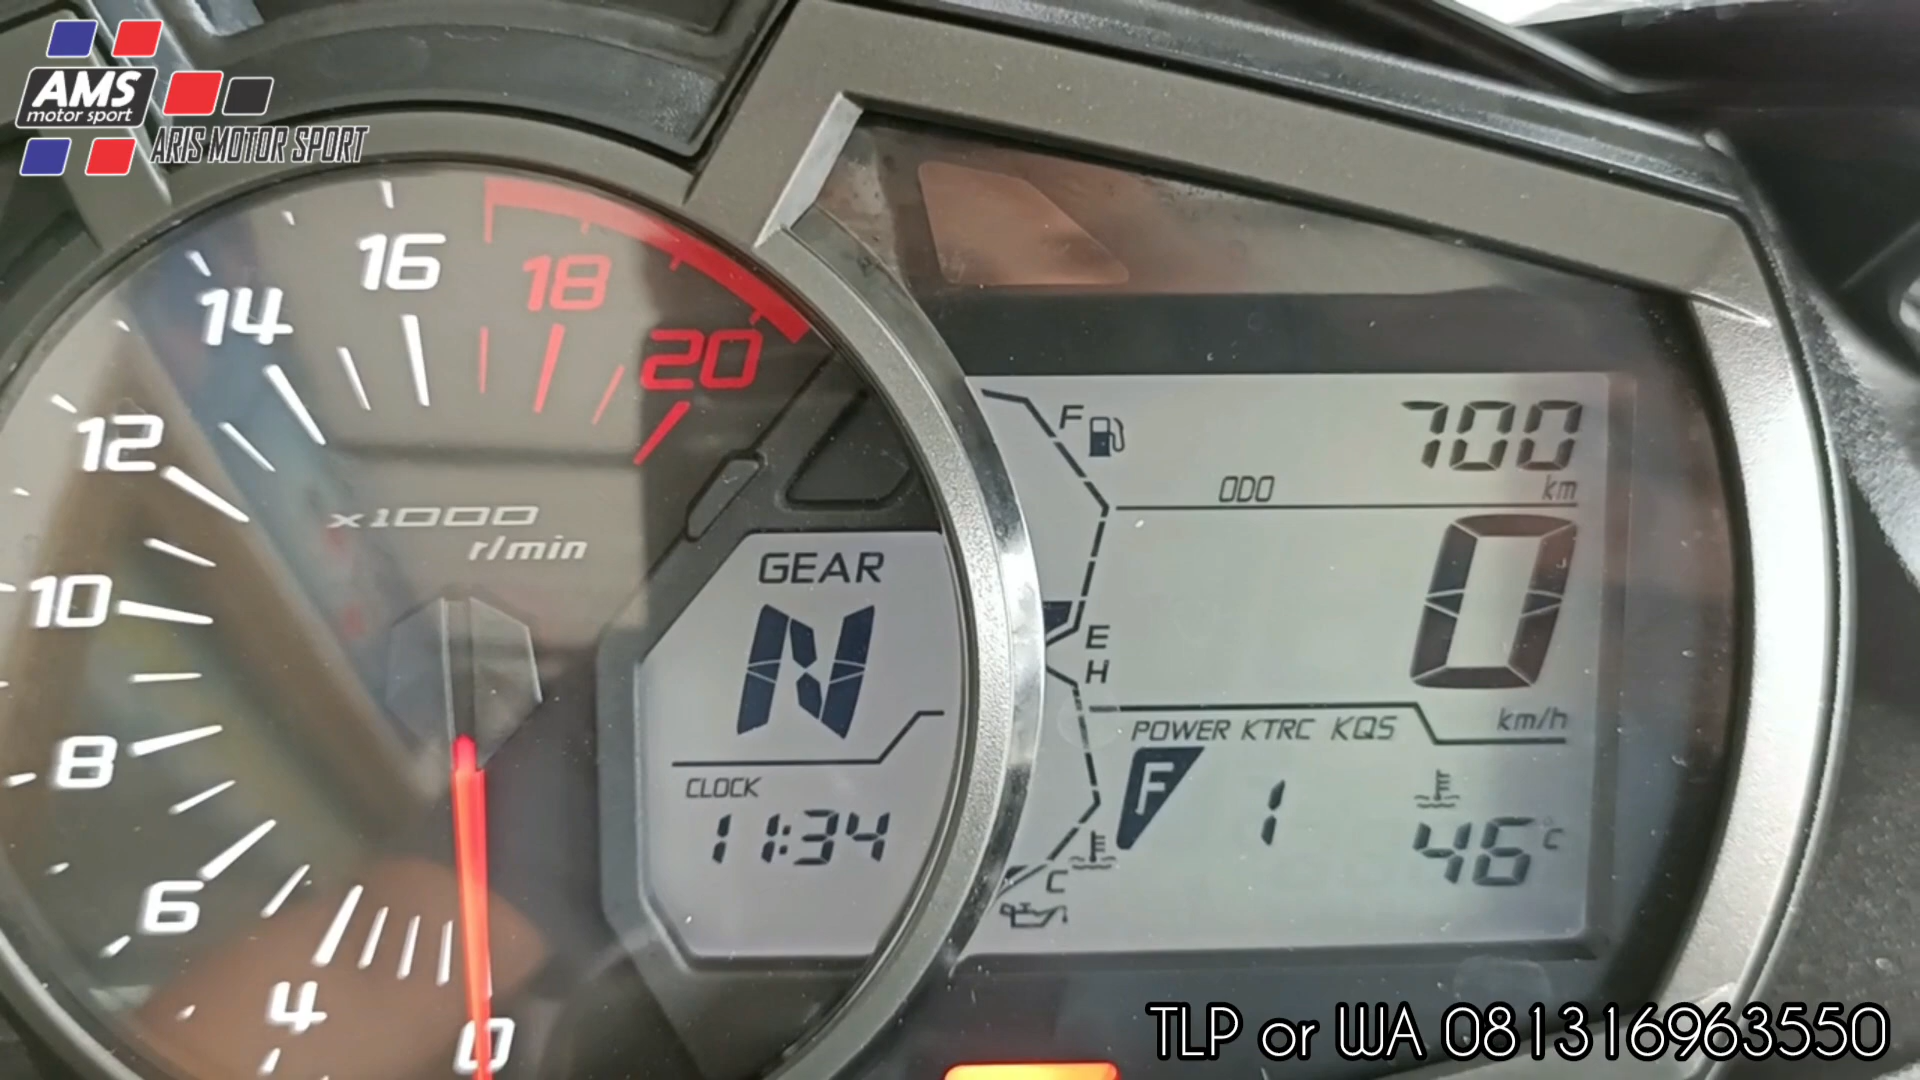 AMS
motor sport
ARIS MOTOR SPORT
16
18
14
20
12
x1000
r/min
10
8
6
4
0
GEAR
N
CLOCK
11:34
F
700
ODO
km
0
E
H
km/h
POWER KTRC KQS
F
1
46 °C
C
TLP or WA 081316963550